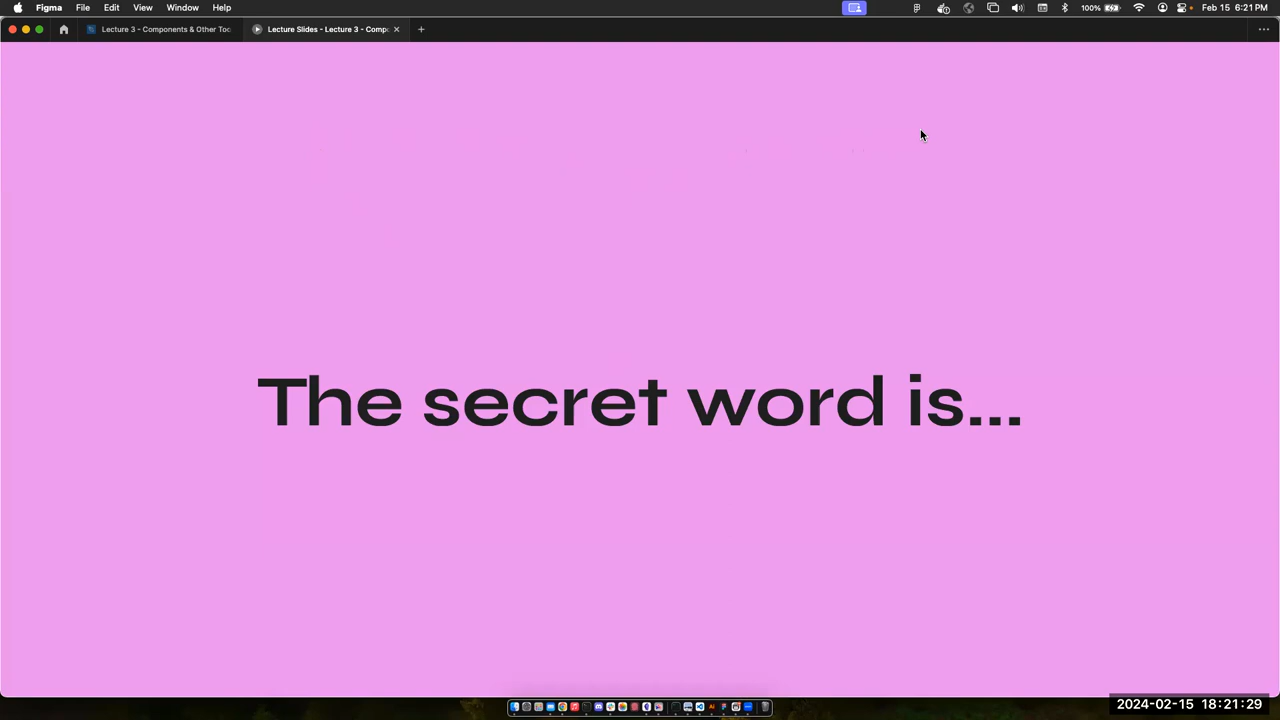 Figma File Edit View Window Help 100% Feb 15 6:21 PM
Lecture 3 - Components & Other Too Lecture Slides - Lecture 3 - Comp
The secret word is...
2024-02-15 18:21:29